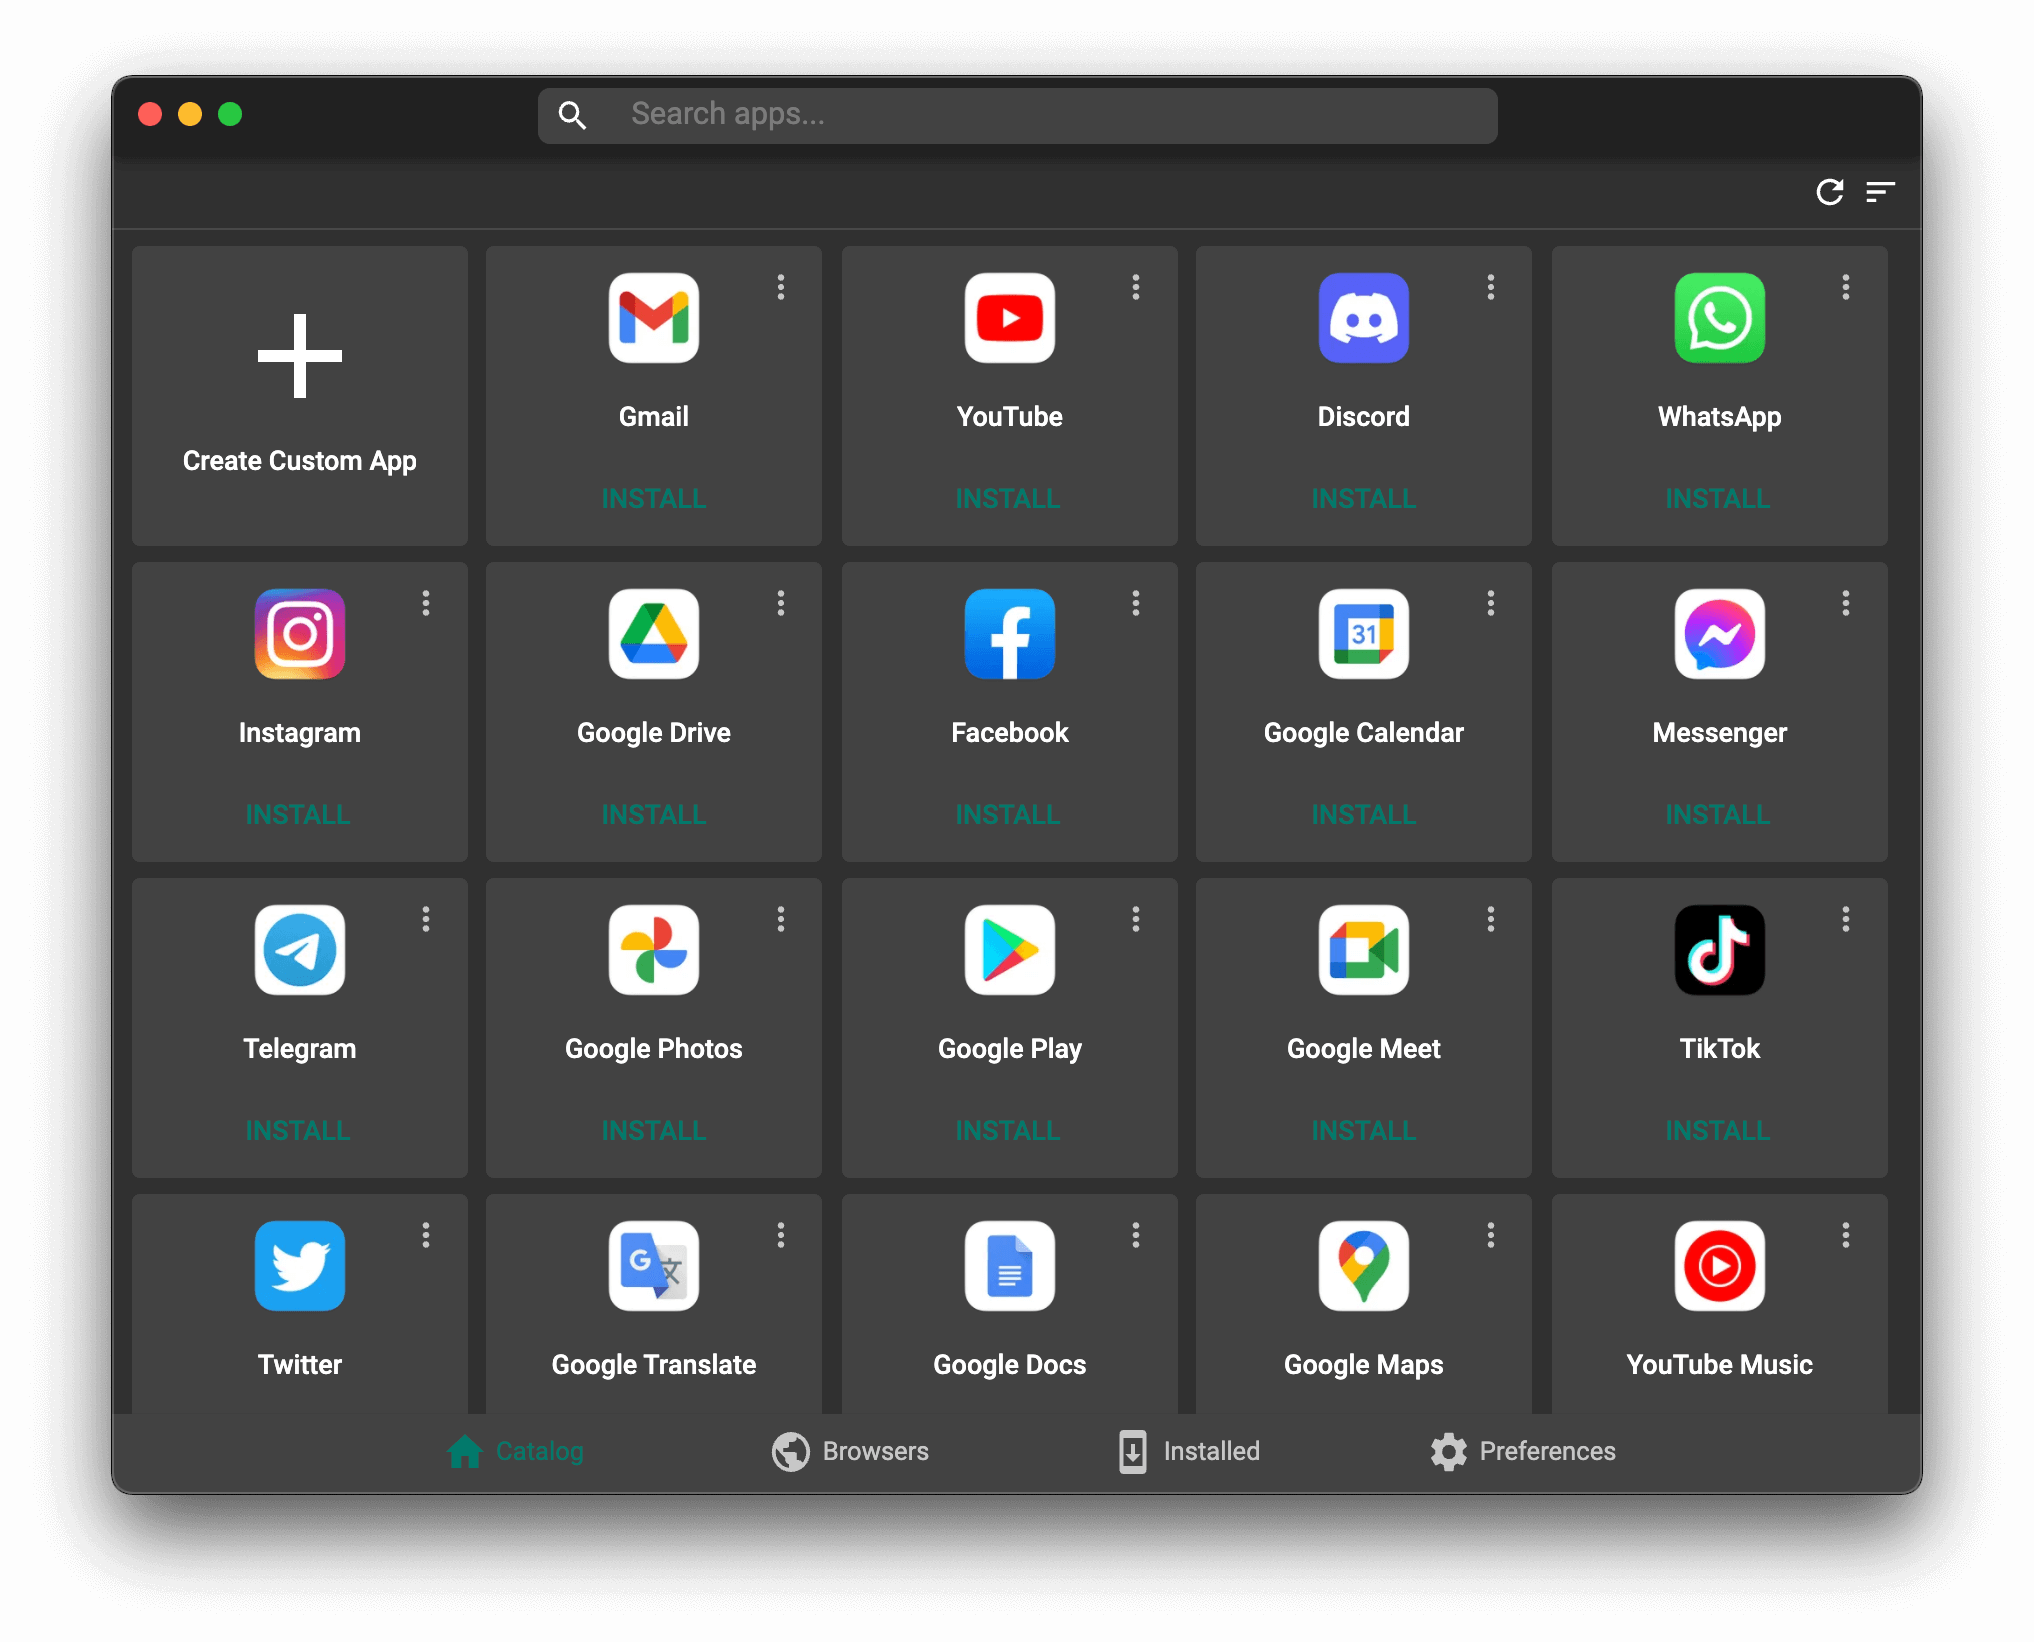 Search apps...
Create Custom App
Gmail
YouTube
Discord
WhatsApp
INSTALL
INSTALL
INSTALL
INSTALL
31
Instagram
Google Drive
Facebook
Google Calendar
Messenger
INSTALL
INSTALL
INSTALL
INSTALL
INSTALL
Telegram
Google Photos
Google Play
Google Meet
TikTok
INSTALL
INSTALL
INSTALL
INSTALL
INSTALL
G 文
Twitter
Google Translate
Google Docs
Google Maps
YouTube Music
Catalog
Browsers
Installed
Preferences